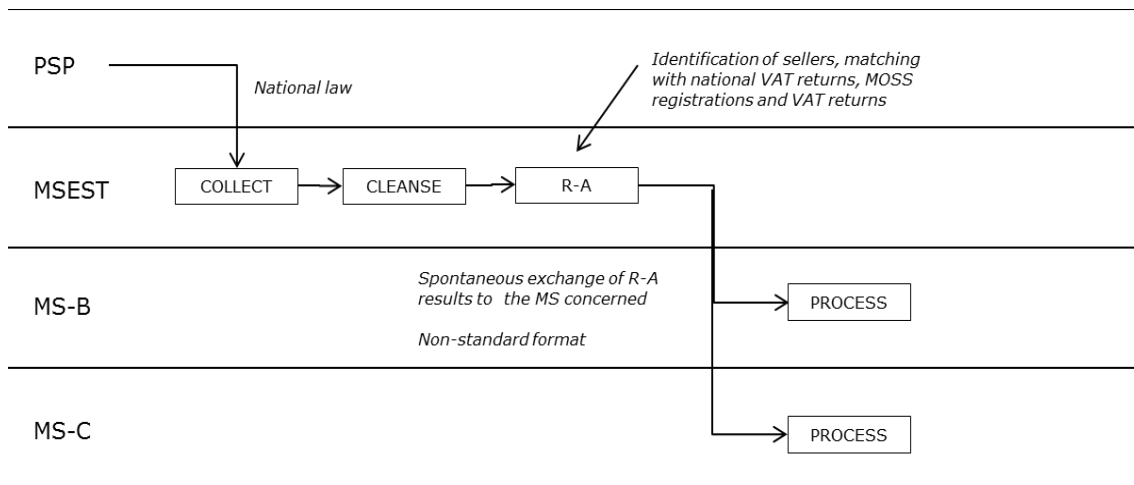 PSP
National law
Identification of sellers, matching
with national VAT returns, MOSS
registrations and VAT returns
MSEST
COLLECT
CLEANSE
R-A
MS-B
Spontaneous exchange of R-A
results to the MS concerned
Non-standard format
PROCESS
MS-C
PROCESS